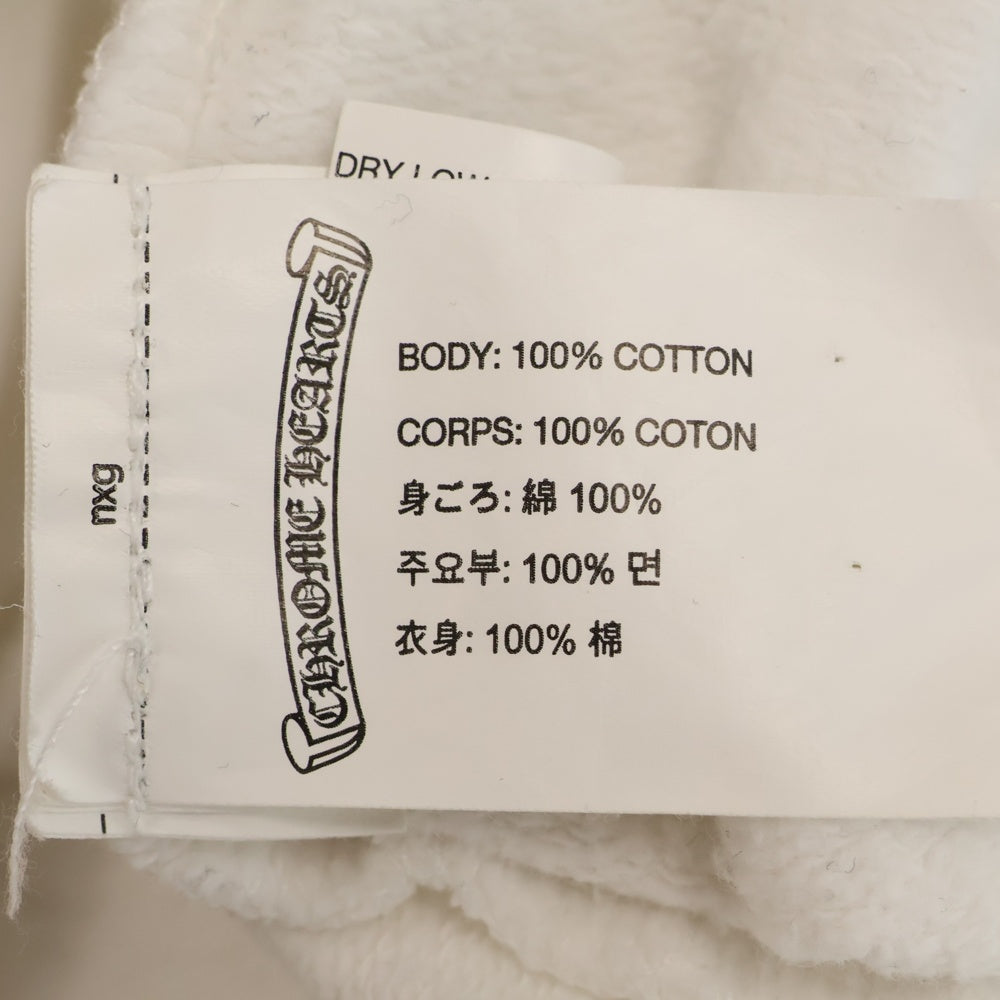 DRY LOW
CHROME HEARTS
BODY: 100% COTTON
CORPS: 100% COTON
身ごろ: 綿 100%
주요부: 100% 면
衣身: 100% 棉
nxg